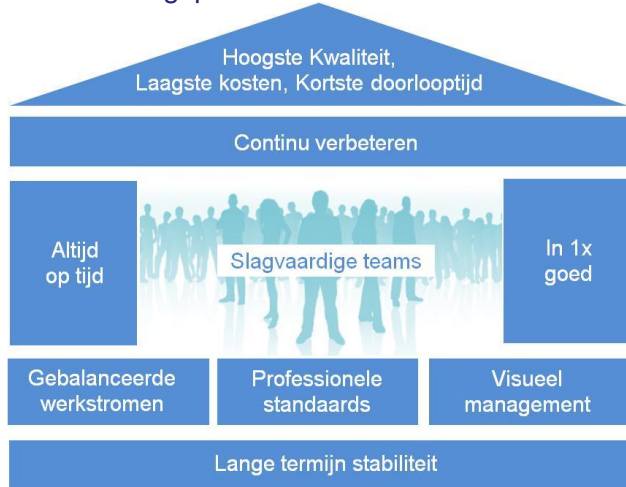 Hoogste Kwaliteit,
Laagste kosten, Kortste doorlooptijd
Continu verbeteren
Altijd
op tijd
Slagvaardige teams
In 1x
goed
Gebalanceerde
werkstromen
Professionele
standaards
Visueel
management
Lange termijn stabiliteit